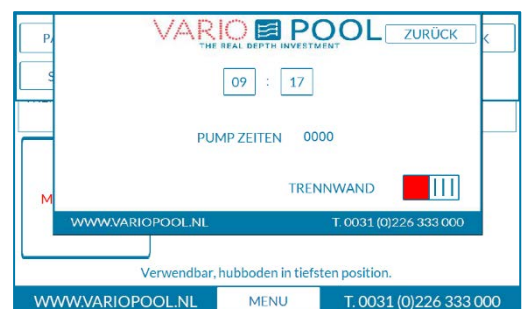 VARIO POOL
THE REAL DEPTH INVESTMENT
ZURÜCK
09 : 17
PUMP ZEITEN 0000
TRENNWAND
WWW.VARIOPOOL.NL T. 0031 (0)226 333 000
Verwendbar, hubboden in tiefsten position.
WWW.VARIOPOOL.NL MENU T. 0031 (0)226 333 000